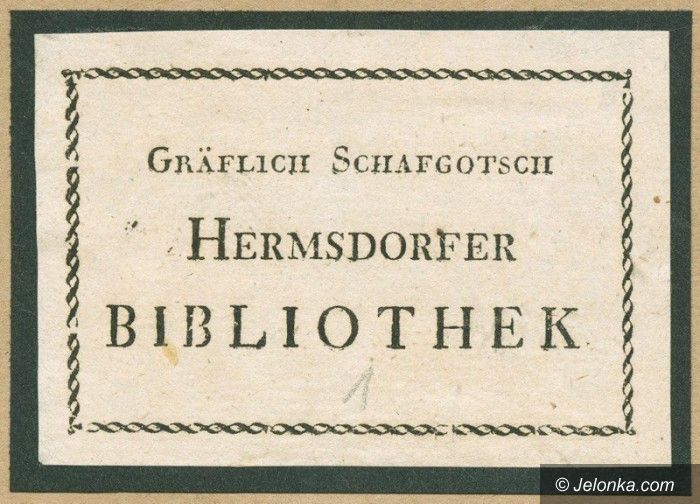 GRÄFLICH SCHAFGOTSCH
HERMSDORFER
BIBLIOTHEK
1
© Jelonka.com